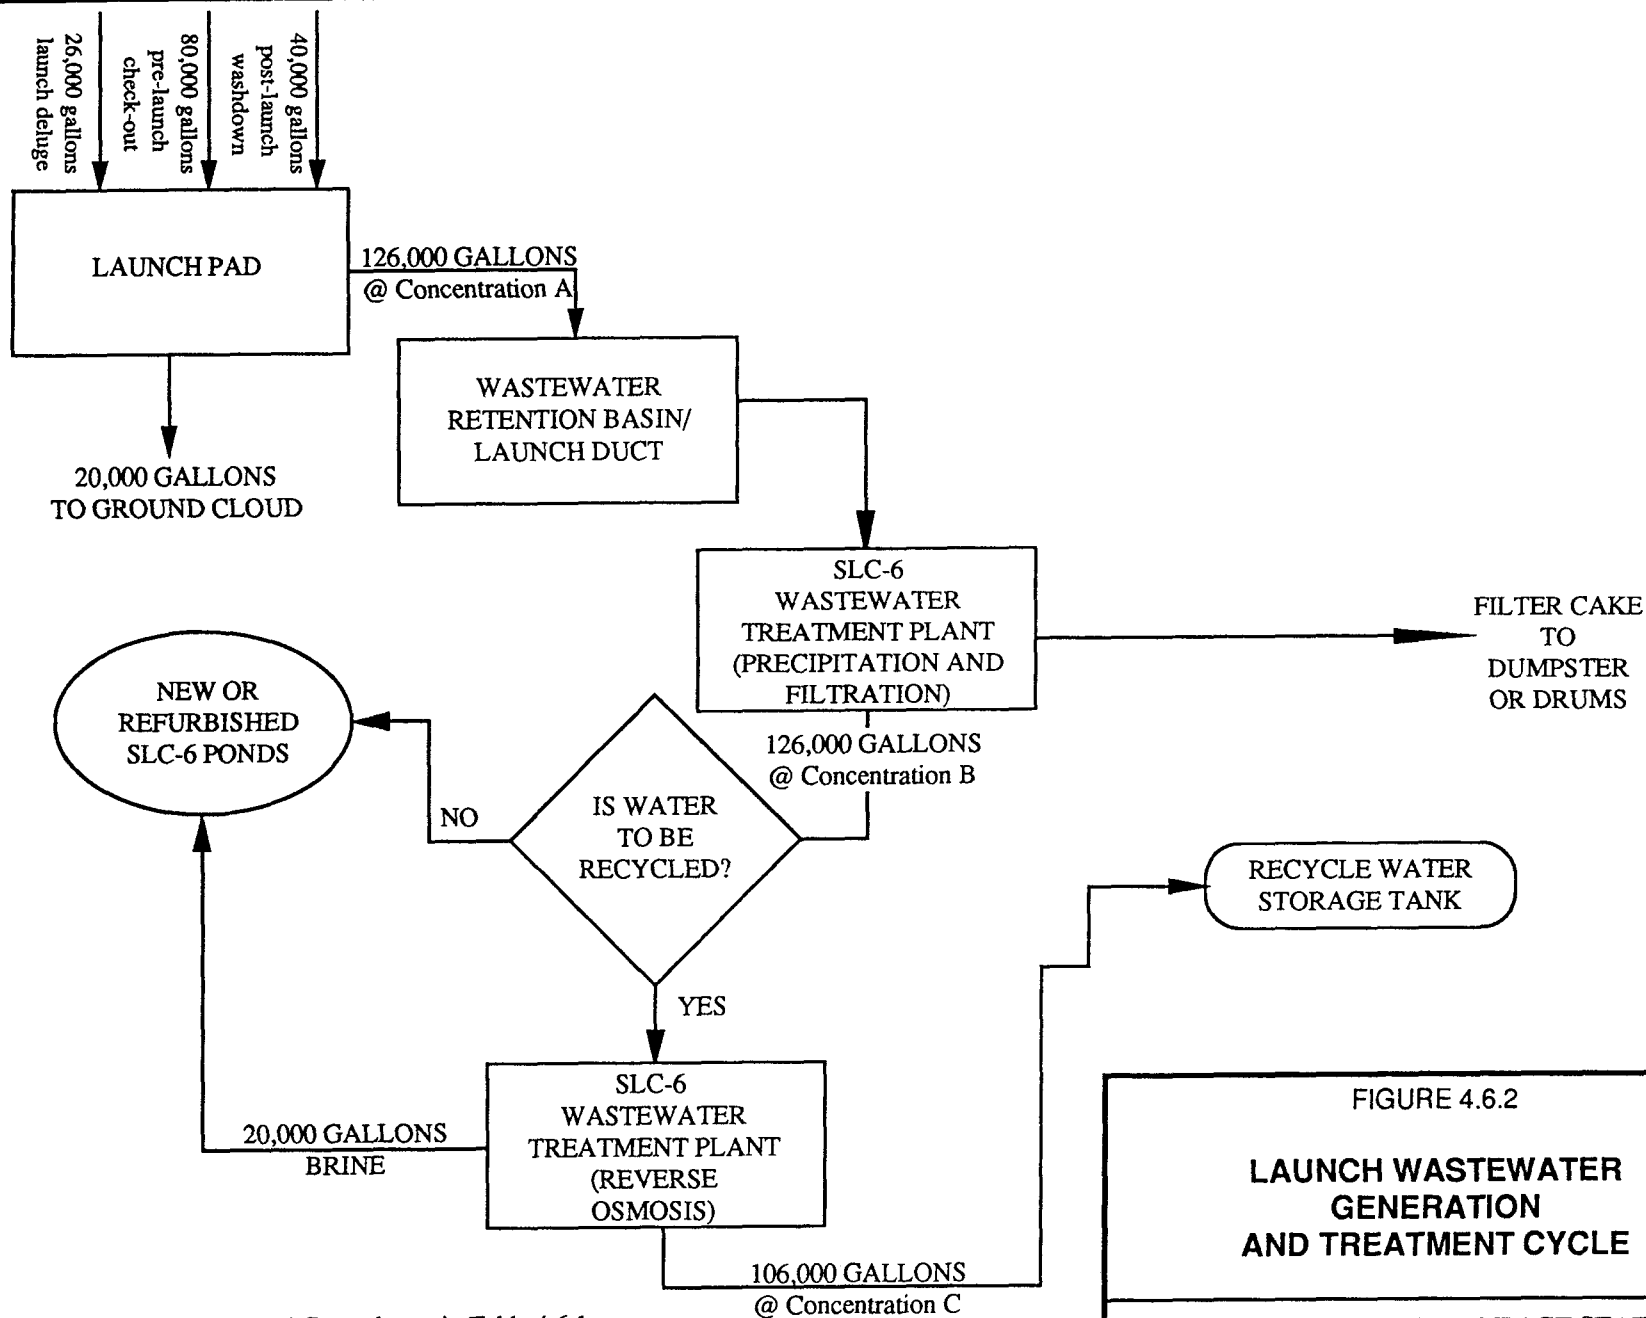 26,000 gallons
launch deluge
80,000 gallons
pre-launch
check-out
40,000 gallons
post-launch
washdown
LAUNCH PAD
126,000 GALLONS
@ Concentration A
WASTEWATER
RETENTION BASIN/
LAUNCH DUCT
20,000 GALLONS
TO GROUND CLOUD
SLC-6
WASTEWATER
TREATMENT PLANT
(PRECIPITATION AND
FILTRATION)
FILTER CAKE
TO
DUMPSTER
OR DRUMS
NEW OR
REFURBISHED
SLC-6 PONDS
126,000 GALLONS
@ Concentration B
IS WATER
TO BE
RECYCLED?
NO
YES
RECYCLE WATER
STORAGE TANK
SLC-6
WASTEWATER
TREATMENT PLANT
(REVERSE
OSMOSIS)
20,000 GALLONS
BRINE
106,000 GALLONS
@ Concentration C
FIGURE 4.6.2
LAUNCH WASTEWATER
GENERATION
AND TREATMENT CYCLE